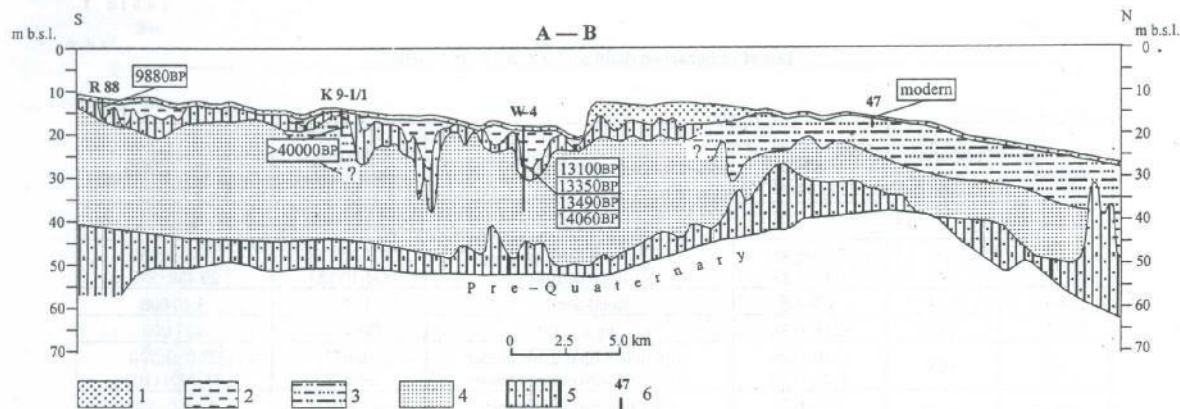 S
N
m b.s.l.
A — B
m b.s.l.
0
0
10
10
20
20
30
30
40
40
50
50
60
60
70
70
R 88
9880BP
K 9-1/1
W-4
47
modern
>40000BP
?
?
13100BP
13350BP
13490BP
14060BP
Pre-Quaternary
0 2.5 5.0 km
1 2 3 4 5 47 6